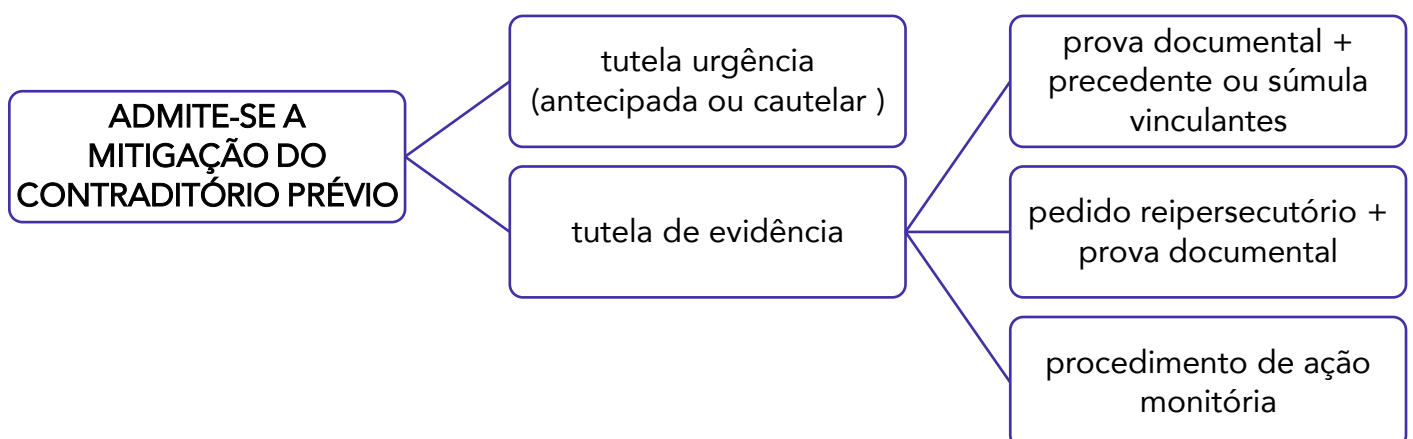 ADMITE-SE A
MITIGAÇÃO DO
CONTRADITÓRIO PRÉVIO
tutela urgência
(antecipada ou cautelar )
tutela de evidência
prova documental +
precedente ou súmula
vinculantes
pedido reipersecutório +
prova documental
procedimento de ação
monitória